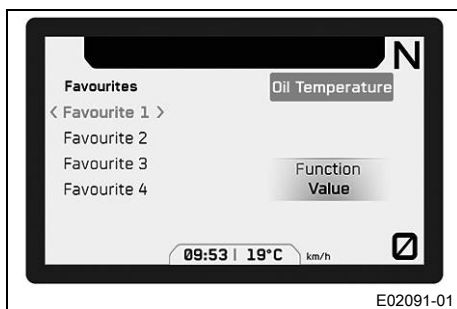 N
Favourites
Oil Temperature
< Favourite 1 >
Favourite 2
Favourite 3
Favourite 4
Function
Value
09:53 | 19°C
km/h
0
E02091-01